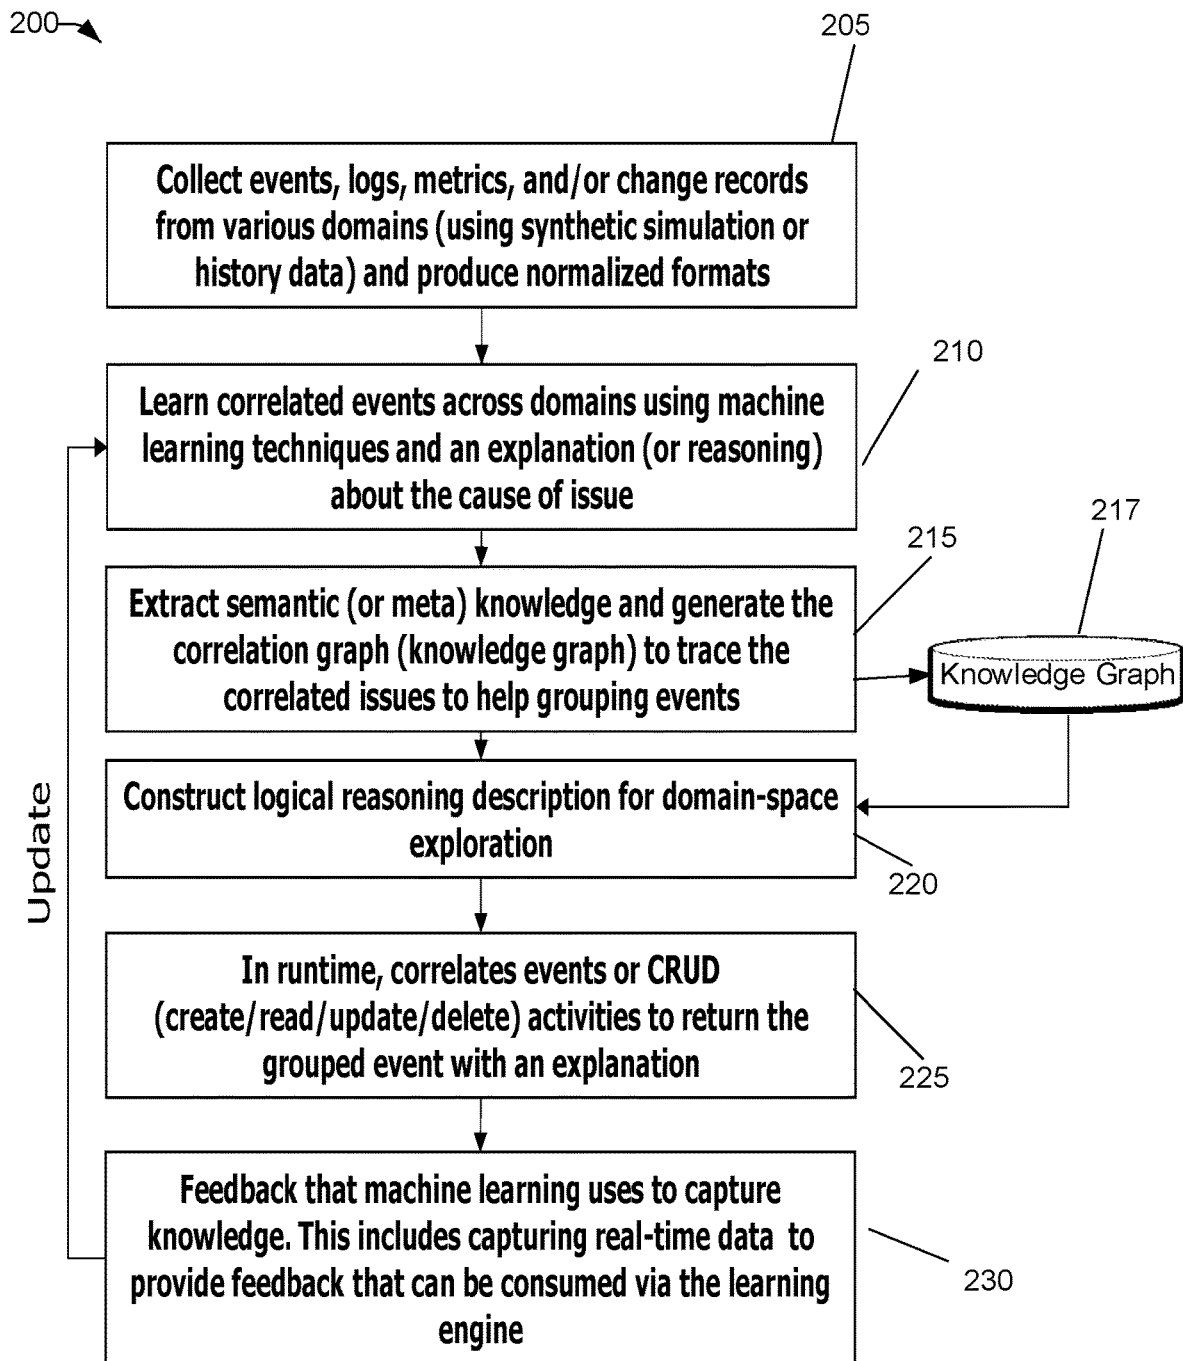 200
205
Collect events, logs, metrics, and/or change records
from various domains (using synthetic simulation or
history data) and produce normalized formats
210
Learn correlated events across domains using machine
learning techniques and an explanation (or reasoning)
about the cause of issue
215
217
Extract semantic (or meta) knowledge and generate the
correlation graph (knowledge graph) to trace the
correlated issues to help grouping events
Knowledge Graph
Construct logical reasoning description for domain-space
exploration
220
Update
In runtime, correlates events or CRUD
(create/read/update/delete) activities to return the
grouped event with an explanation
225
Feedback that machine learning uses to capture
knowledge. This includes capturing real-time data to
provide feedback that can be consumed via the learning
engine
230